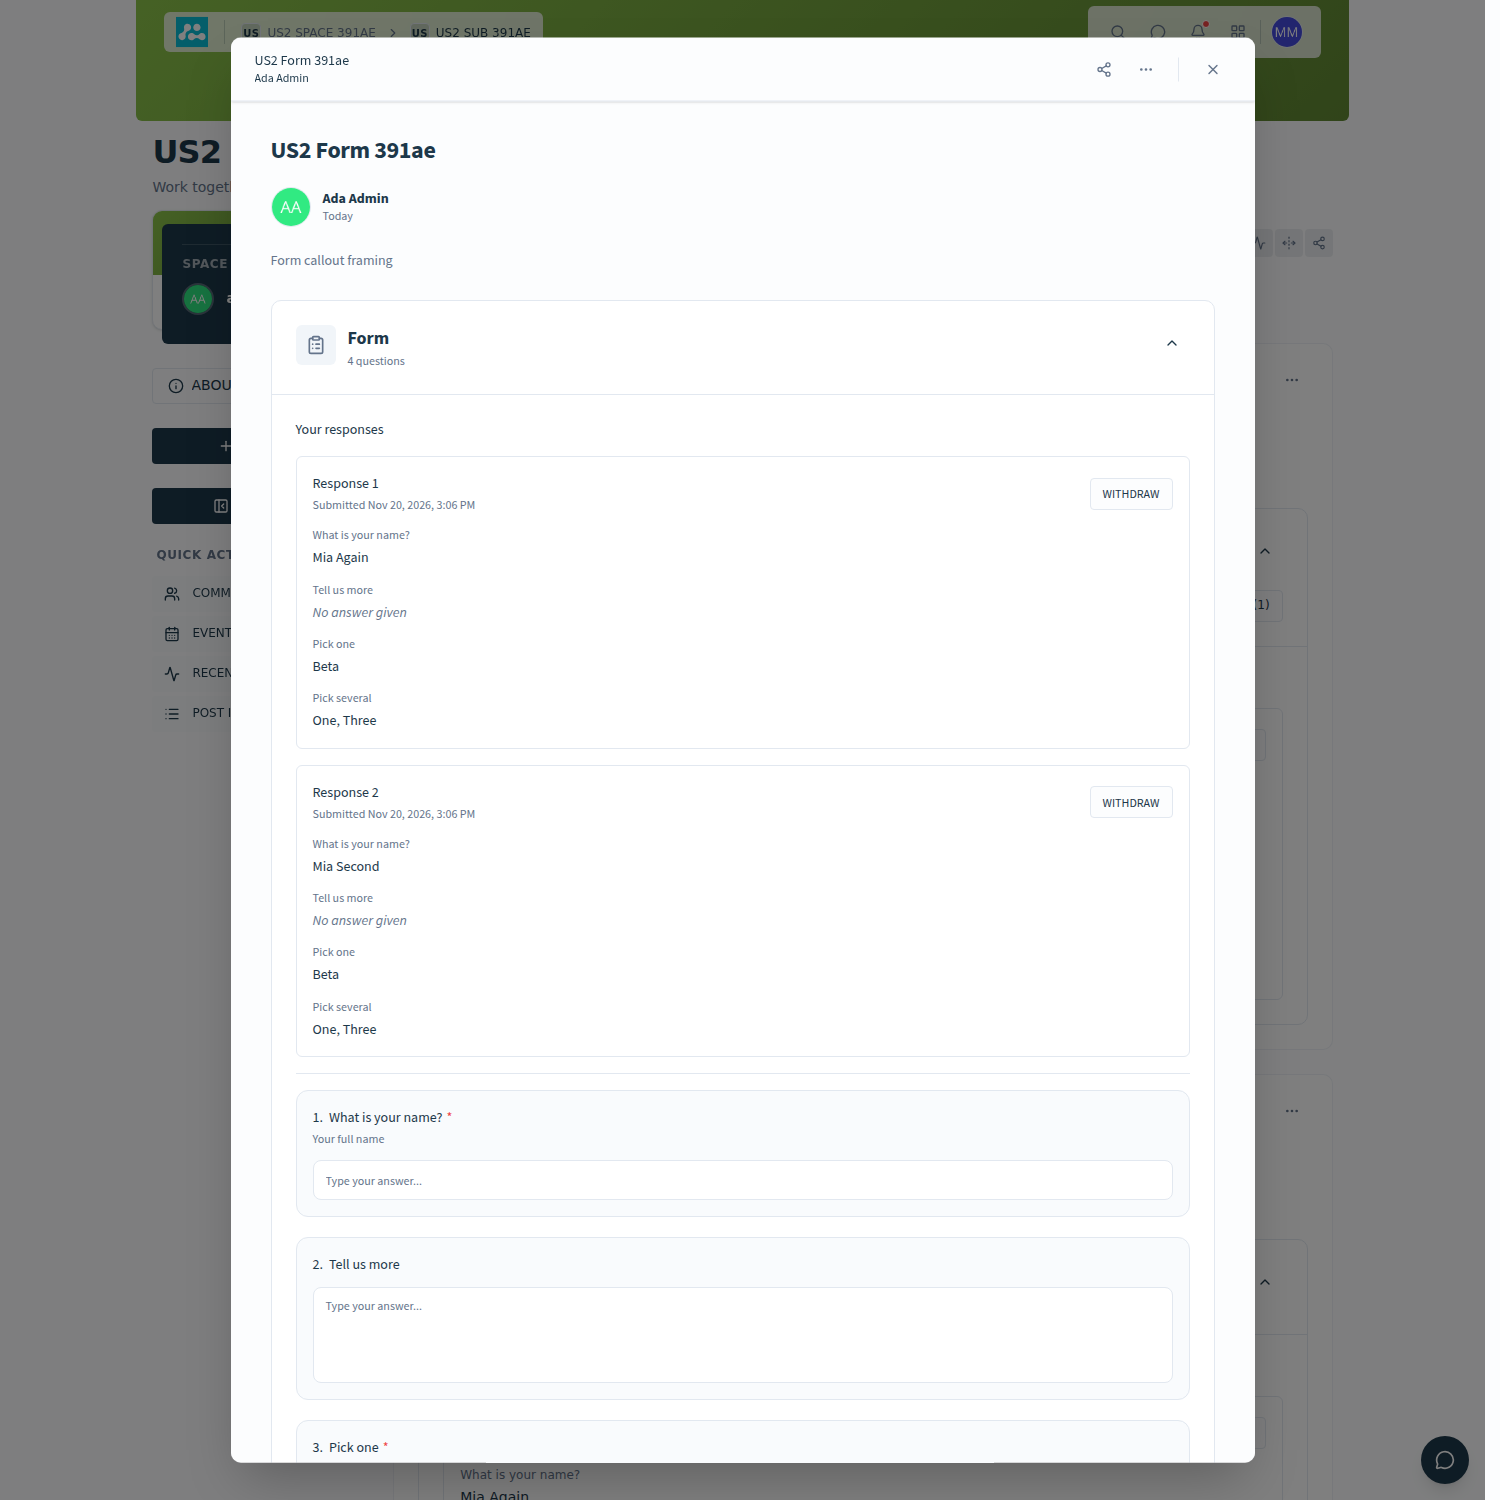 US US2 SPACE 391AE > US US2 SUB 391AE
MM
US2 Form 391ae
Ada Admin
US2
US2 Form 391ae
Work toget
AA
Ada Admin
Today
SPACE
Form callout framing
AA
Form
4 questions
ABOU
Your responses
Response 1
Submitted Nov 20, 2026, 3:06 PM
WITHDRAW
What is your name?
Mia Again
QUICK ACT
Tell us more
No answer given
COMM
(1)
EVENT
Pick one
Beta
RECEN
Pick several
One, Three
POST I
Response 2
Submitted Nov 20, 2026, 3:06 PM
WITHDRAW
What is your name?
Mia Second
Tell us more
No answer given
Pick one
Beta
Pick several
One, Three
1. What is your name? *
Your full name
Type your answer...
2. Tell us more
Type your answer...
3. Pick one *
What is your name?
Mia Again